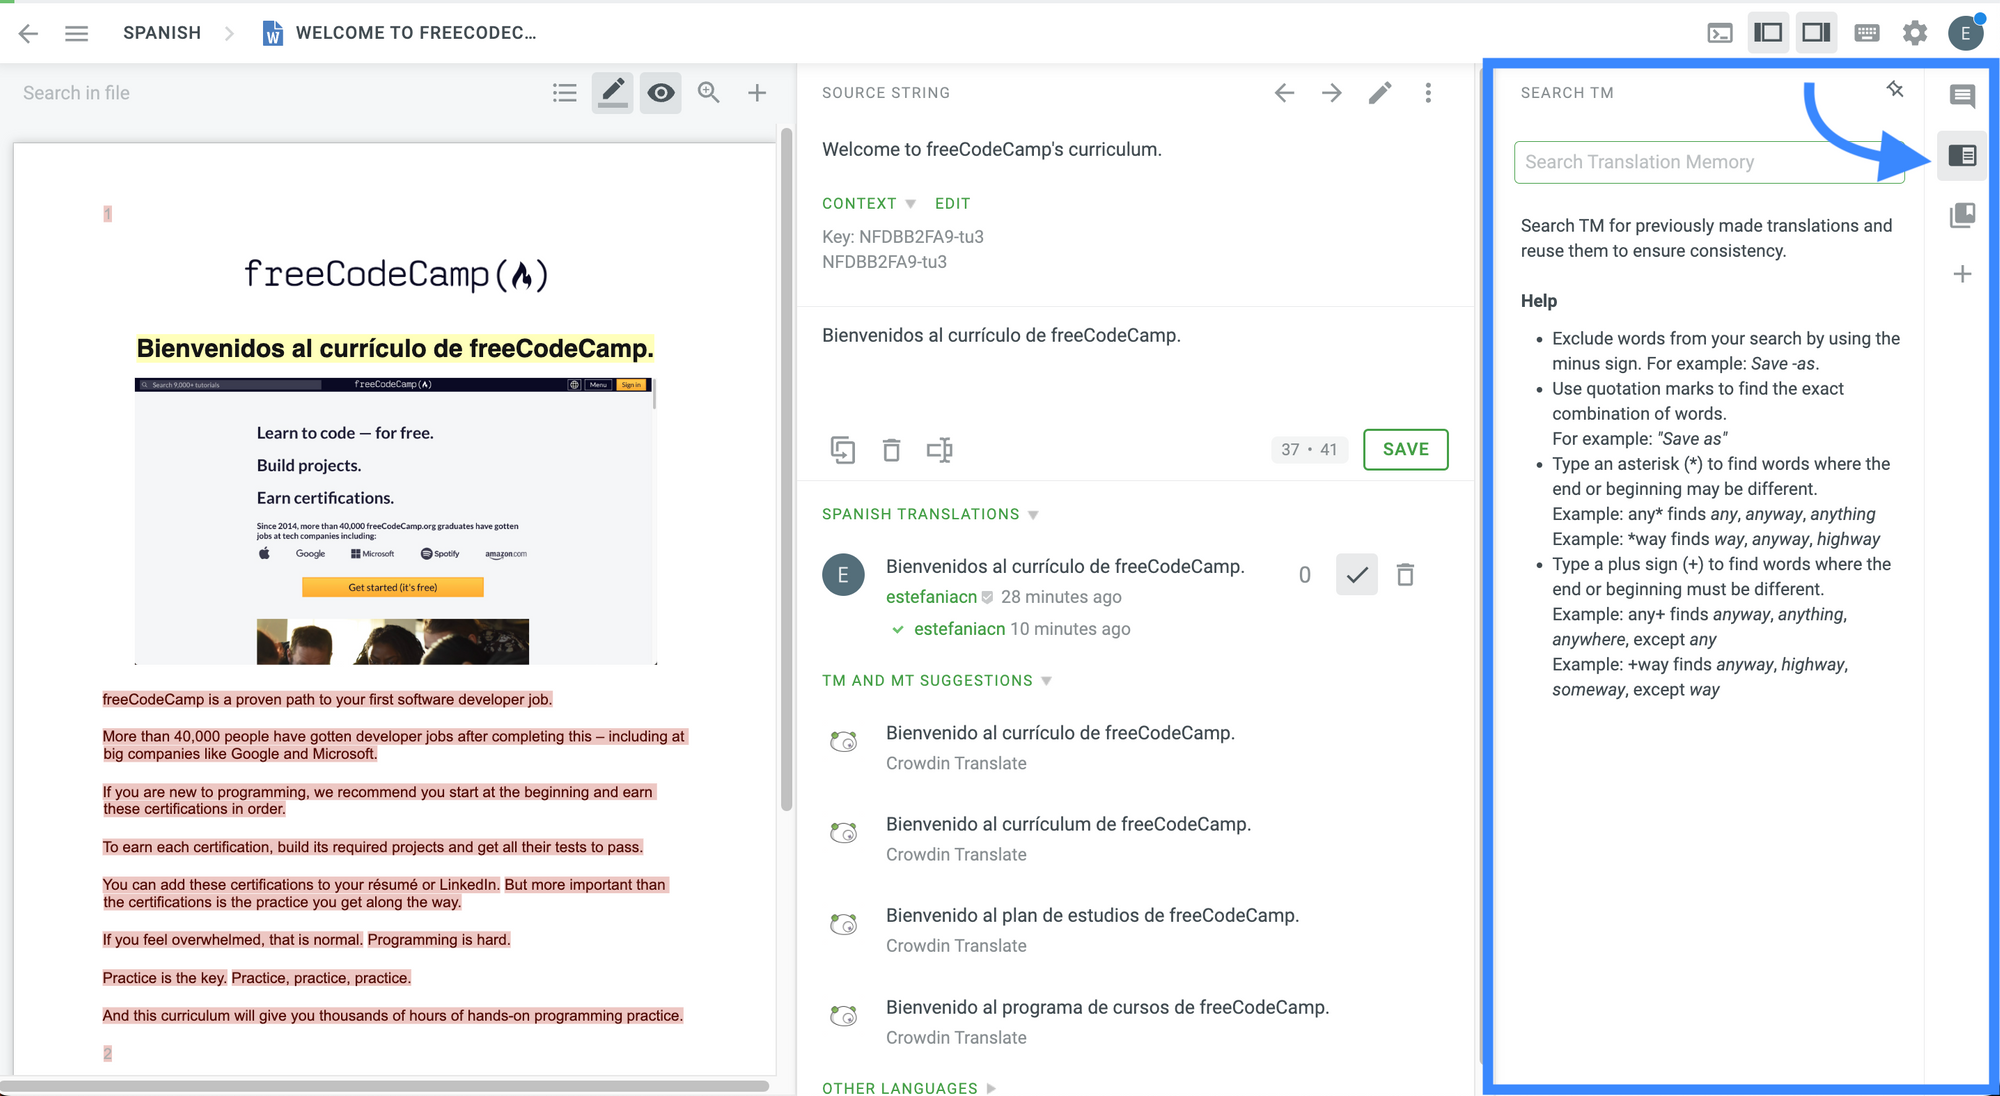 SPANISH
WELCOME TO FREECODEC...
E
Search in file
1
freeCodeCamp(🔥)
Bienvenidos al currículo de freeCodeCamp.
Search 9,000+ tutorials
freeCodeCamp(🔥)
Menu
Sign in
Learn to code — for free.
Build projects.
Earn certifications.
Since 2014, more than 40,000 freeCodeCamp.org graduates have gotten
jobs at tech companies including:
Google
Microsoft
Spotify
amazon.com
Get started (it's free)
freeCodeCamp is a proven path to your first software developer job.
More than 40,000 people have gotten developer jobs after completing this – including at
big companies like Google and Microsoft.
If you are new to programming, we recommend you start at the beginning and earn
these certifications in order.
To earn each certification, build its required projects and get all their tests to pass.
You can add these certifications to your résumé or LinkedIn. But more important than
the certifications is the practice you get along the way.
If you feel overwhelmed, that is normal. Programming is hard.
Practice is the key. Practice, practice, practice.
And this curriculum will give you thousands of hours of hands-on programming practice.
2
SOURCE STRING
Welcome to freeCodeCamp's curriculum.
CONTEXT EDIT
Key: NFDBB2FA9-tu3
NFDBB2FA9-tu3
Bienvenidos al currículo de freeCodeCamp.
37 • 41
SAVE
SPANISH TRANSLATIONS
E
Bienvenidos al currículo de freeCodeCamp.
0
estefaniacn 28 minutes ago
estefaniacn 10 minutes ago
TM AND MT SUGGESTIONS
Bienvenido al currículo de freeCodeCamp.
Crowdin Translate
Bienvenido al currículum de freeCodeCamp.
Crowdin Translate
Bienvenido al plan de estudios de freeCodeCamp.
Crowdin Translate
Bienvenido al programa de cursos de freeCodeCamp.
Crowdin Translate
OTHER LANGUAGES
SEARCH TM
Search Translation Memory
Search TM for previously made translations and
reuse them to ensure consistency.
Help
• Exclude words from your search by using the
minus sign. For example: Save -as.
• Use quotation marks to find the exact
combination of words.
For example: "Save as"
• Type an asterisk (*) to find words where the
end or beginning may be different.
Example: any* finds any, anyway, anything
Example: *way finds way, anyway, highway
• Type a plus sign (+) to find words where the
end or beginning must be different.
Example: any+ finds anyway, anything,
anywhere, except any
Example: +way finds anyway, highway,
someway, except way